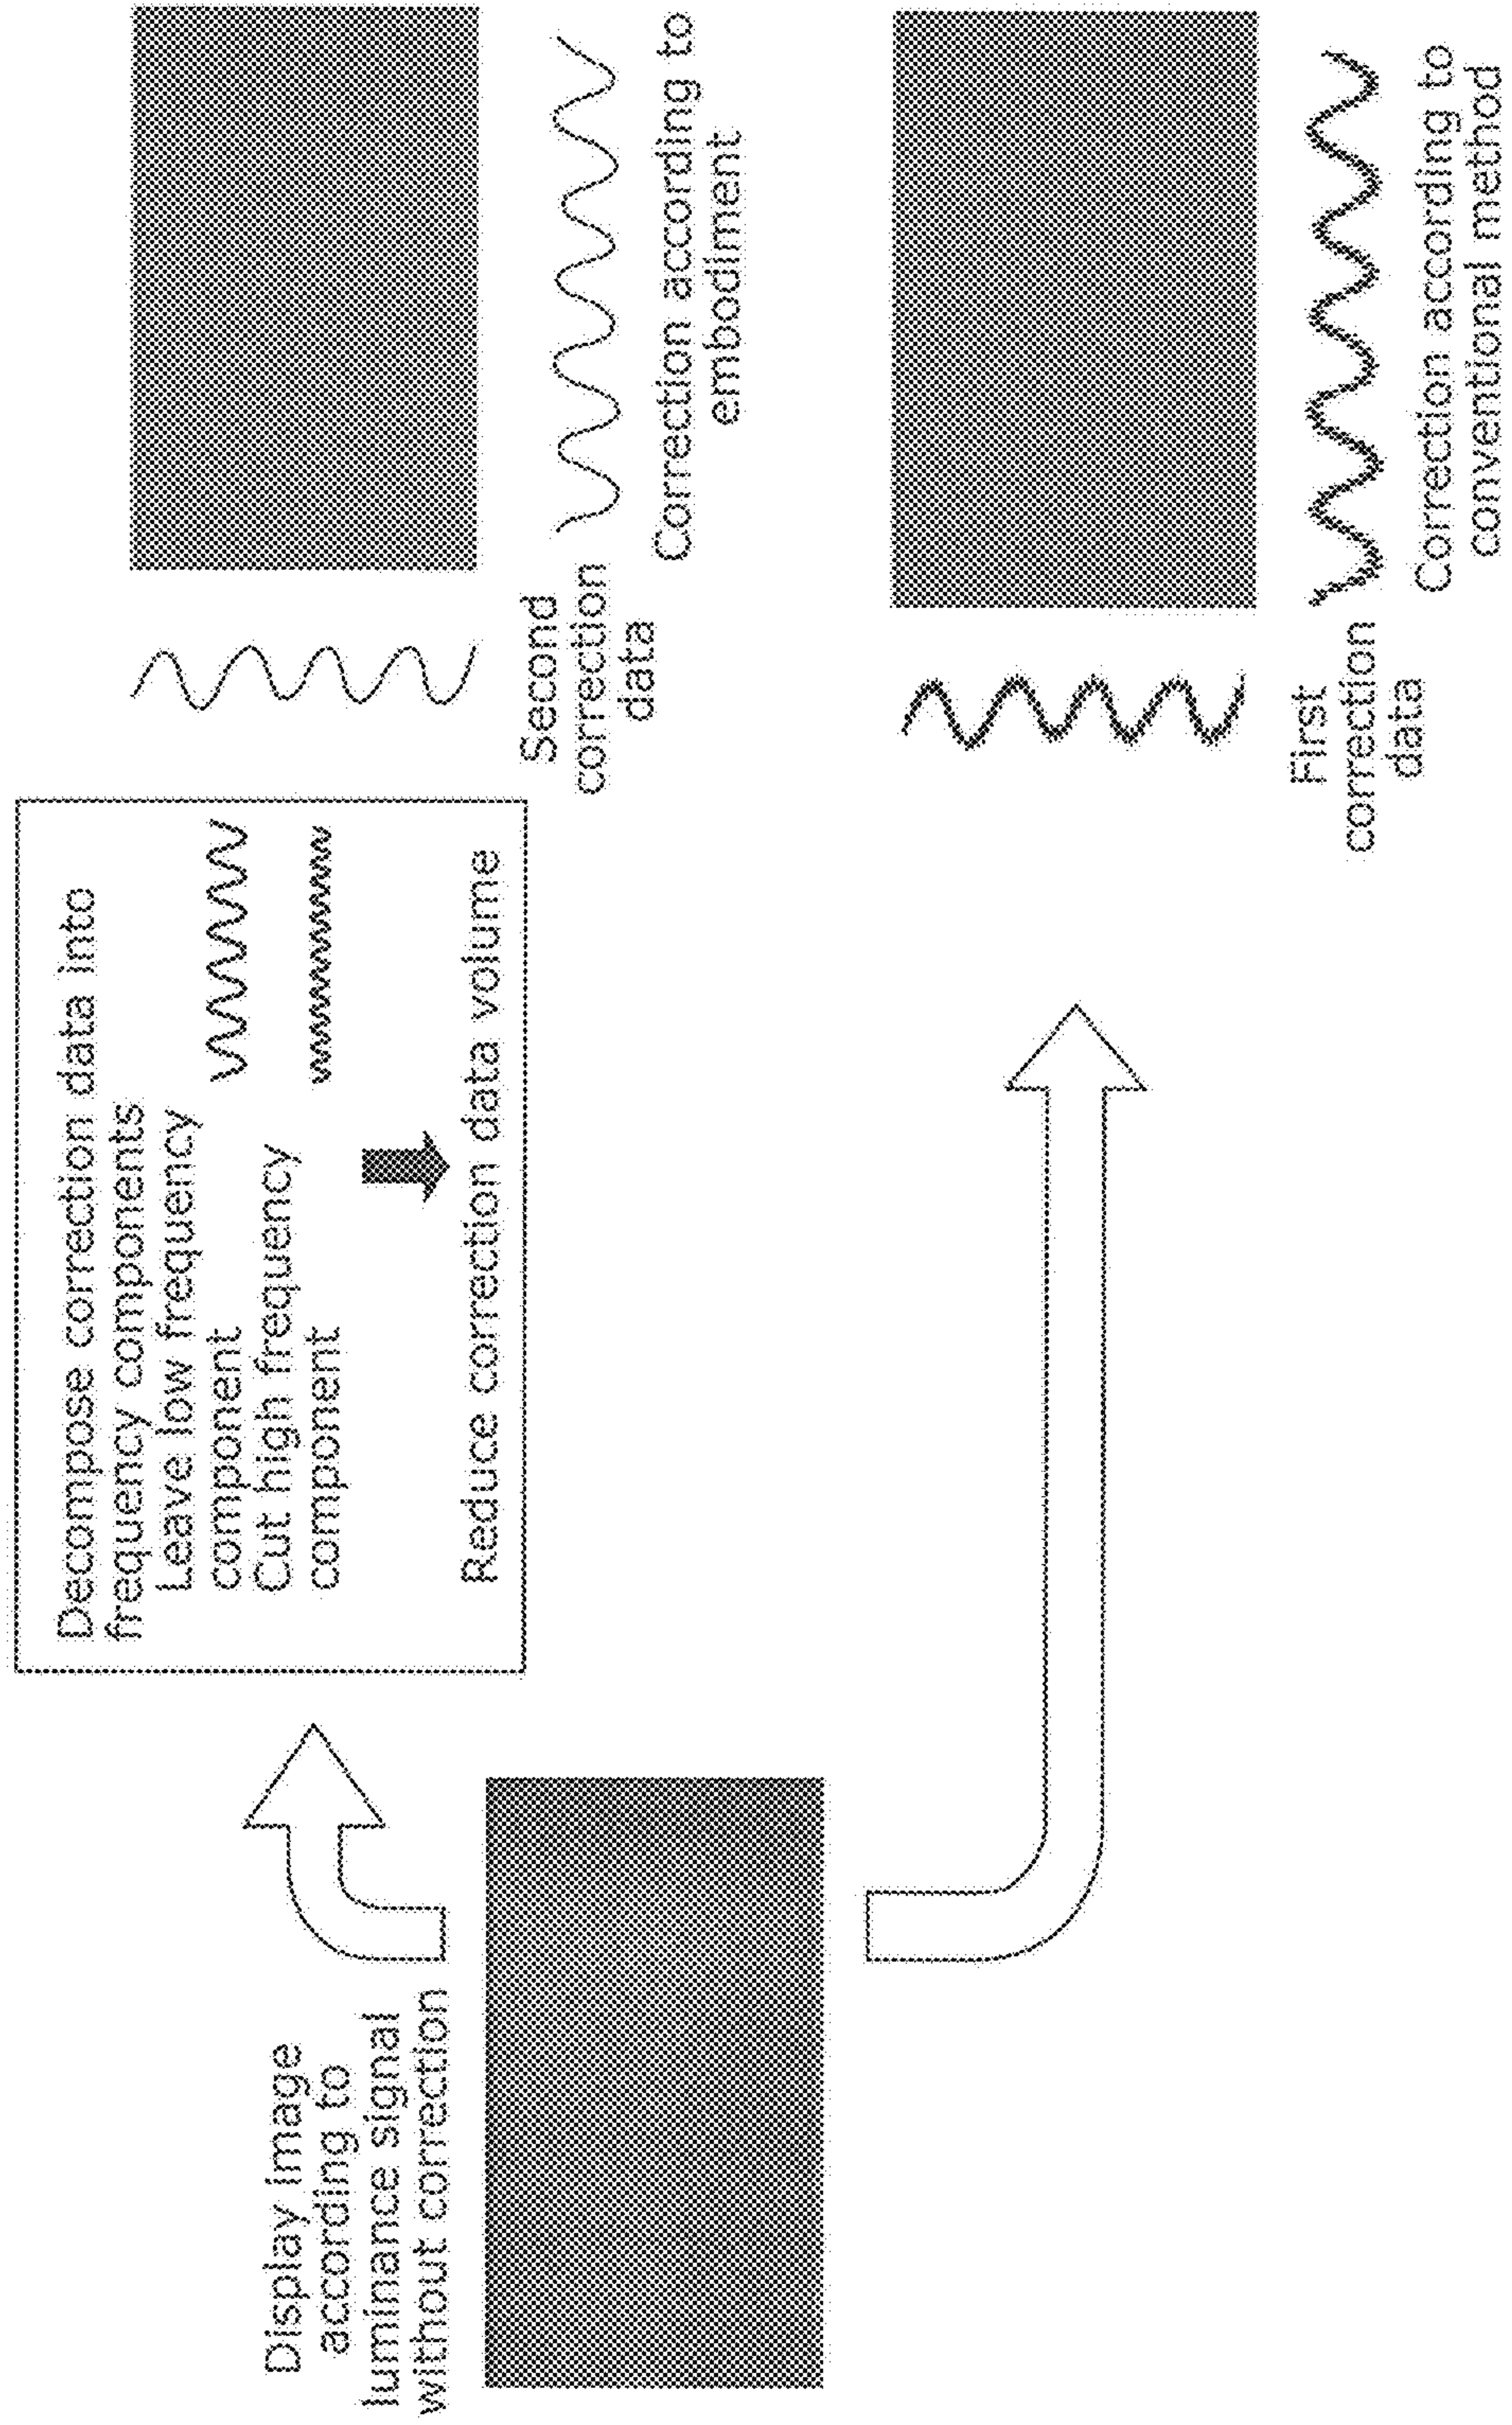 Display image
according to
luminance signal
without correction
Decompose correction data into
frequency components
Leave low frequency
component
Cut high frequency
component
Reduce correction data volume
Second
correction
data
Correction according to
embodiment
First
correction
data
Correction according to
conventional method